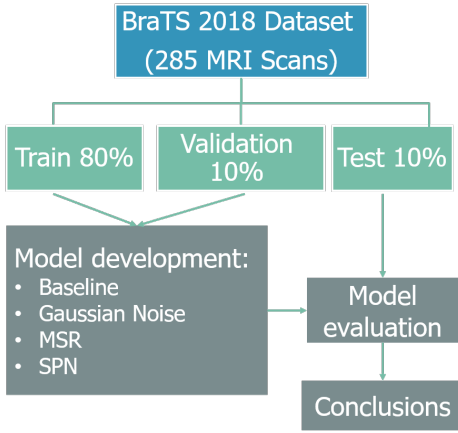 BraTS 2018 Dataset
(285 MRI Scans)
Train 80%
Validation
10%
Test 10%
Model development:
• Baseline
• Gaussian Noise
• MSR
• SPN
Model
evaluation
Conclusions